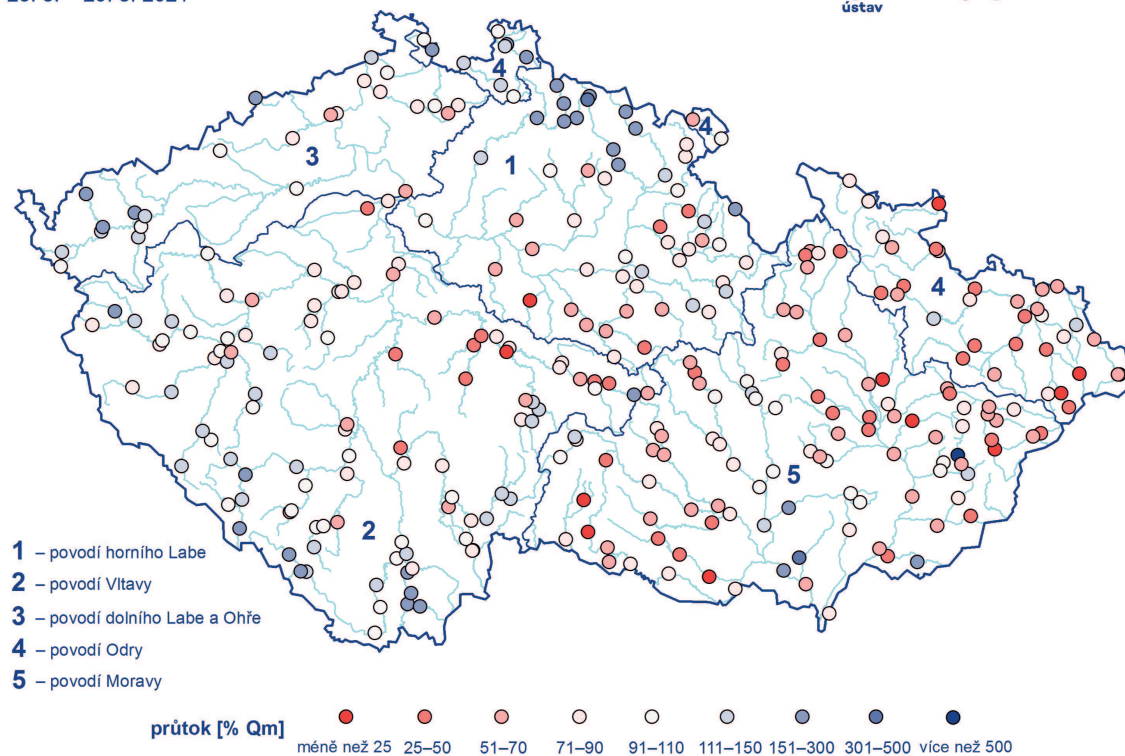 ústav
4
4
3
1
4
5
2
1 – povodí horního Labe
2 – povodí Vltavy
3 – povodí dolního Labe a Ohře
4 – povodí Odry
5 – povodí Moravy
průtok [% Qm]
méně než 25 25–50 51–70 71–90 91–110 111–150 151–300 301–500 více než 500